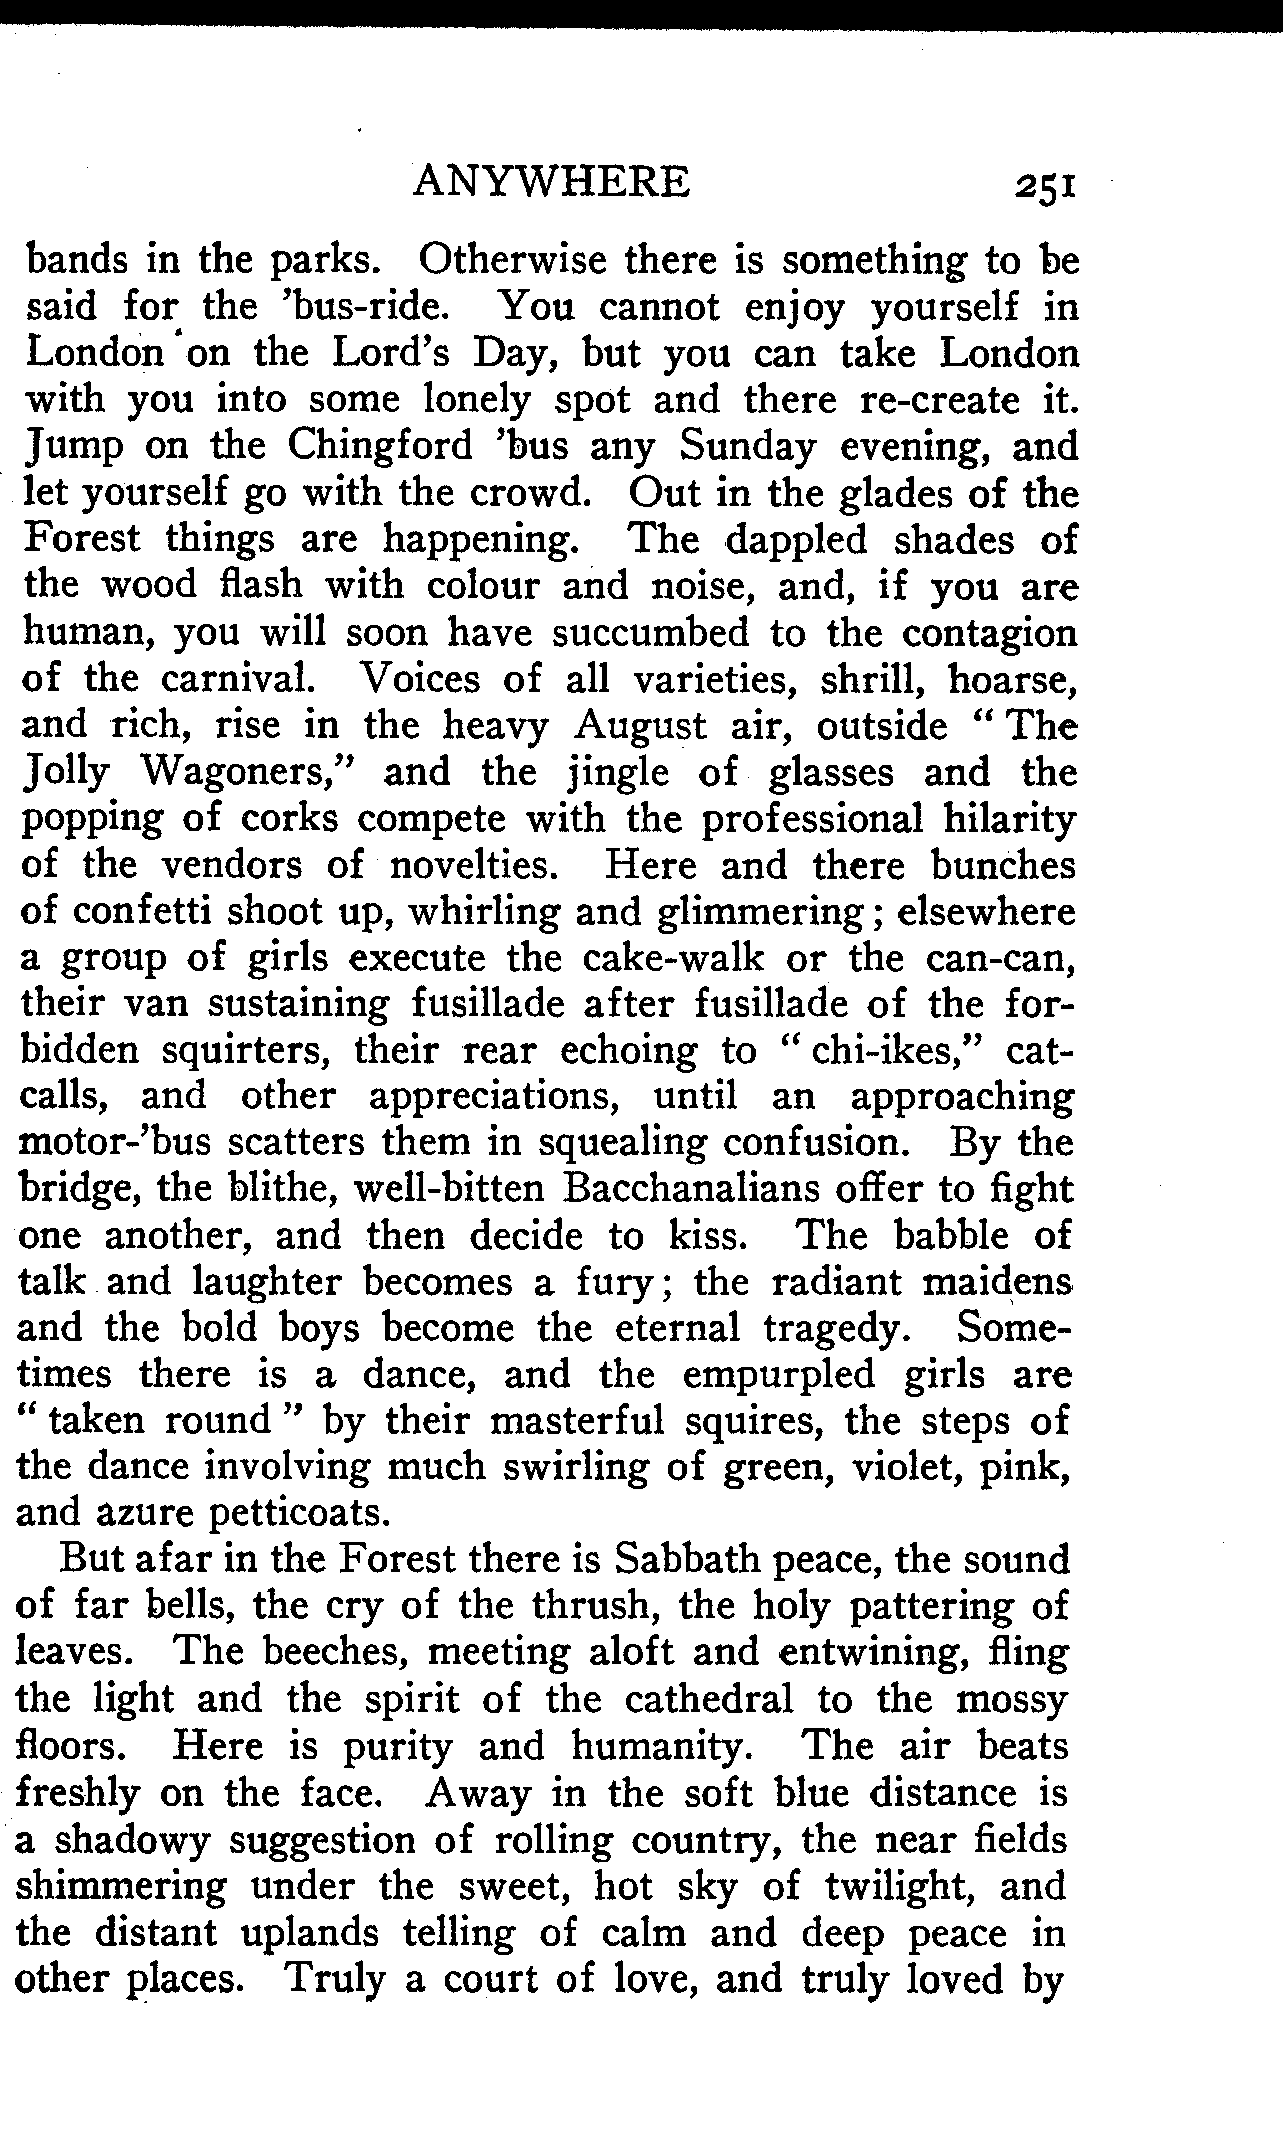 ANYWHERE 251
bands in the parks. Otherwise there is something to be
said for the 'bus-ride. You cannot enjoy yourself in
London on the Lord's Day, but you can take London
with you into some lonely spot and there re-create it.
Jump on the Chingford 'bus any Sunday evening, and
let yourself go with the crowd. Out in the glades of the
Forest things are happening. The dappled shades of
the wood flash with colour and noise, and, if you are
human, you will soon have succumbed to the contagion
of the carnival. Voices of all varieties, shrill, hoarse,
and rich, rise in the heavy August air, outside “ The
Jolly Wagoners,” and the jingle of glasses and the
popping of corks compete with the professional hilarity
of the vendors of novelties. Here and there bunches
of confetti shoot up, whirling and glimmering ; elsewhere
a group of girls execute the cake-walk or the can-can,
their van sustaining fusillade after fusillade of the for-
bidden squirters, their rear echoing to “ chi-ikes,” cat-
calls, and other appreciations, until an approaching
motor-'bus scatters them in squealing confusion. By the
bridge, the blithe, well-bitten Bacchanalians offer to fight
one another, and then decide to kiss. The babble of
talk and laughter becomes a fury ; the radiant maidens
and the bold boys become the eternal tragedy. Some-
times there is a dance, and the empurpled girls are
“ taken round ” by their masterful squires, the steps of
the dance involving much swirling of green, violet, pink,
and azure petticoats.
But afar in the Forest there is Sabbath peace, the sound
of far bells, the cry of the thrush, the holy pattering of
leaves. The beeches, meeting aloft and entwining, fling
the light and the spirit of the cathedral to the mossy
floors. Here is purity and humanity. The air beats
freshly on the face. Away in the soft blue distance is
a shadowy suggestion of rolling country, the near fields
shimmering under the sweet, hot sky of twilight, and
the distant uplands telling of calm and deep peace in
other places. Truly a court of love, and truly loved by